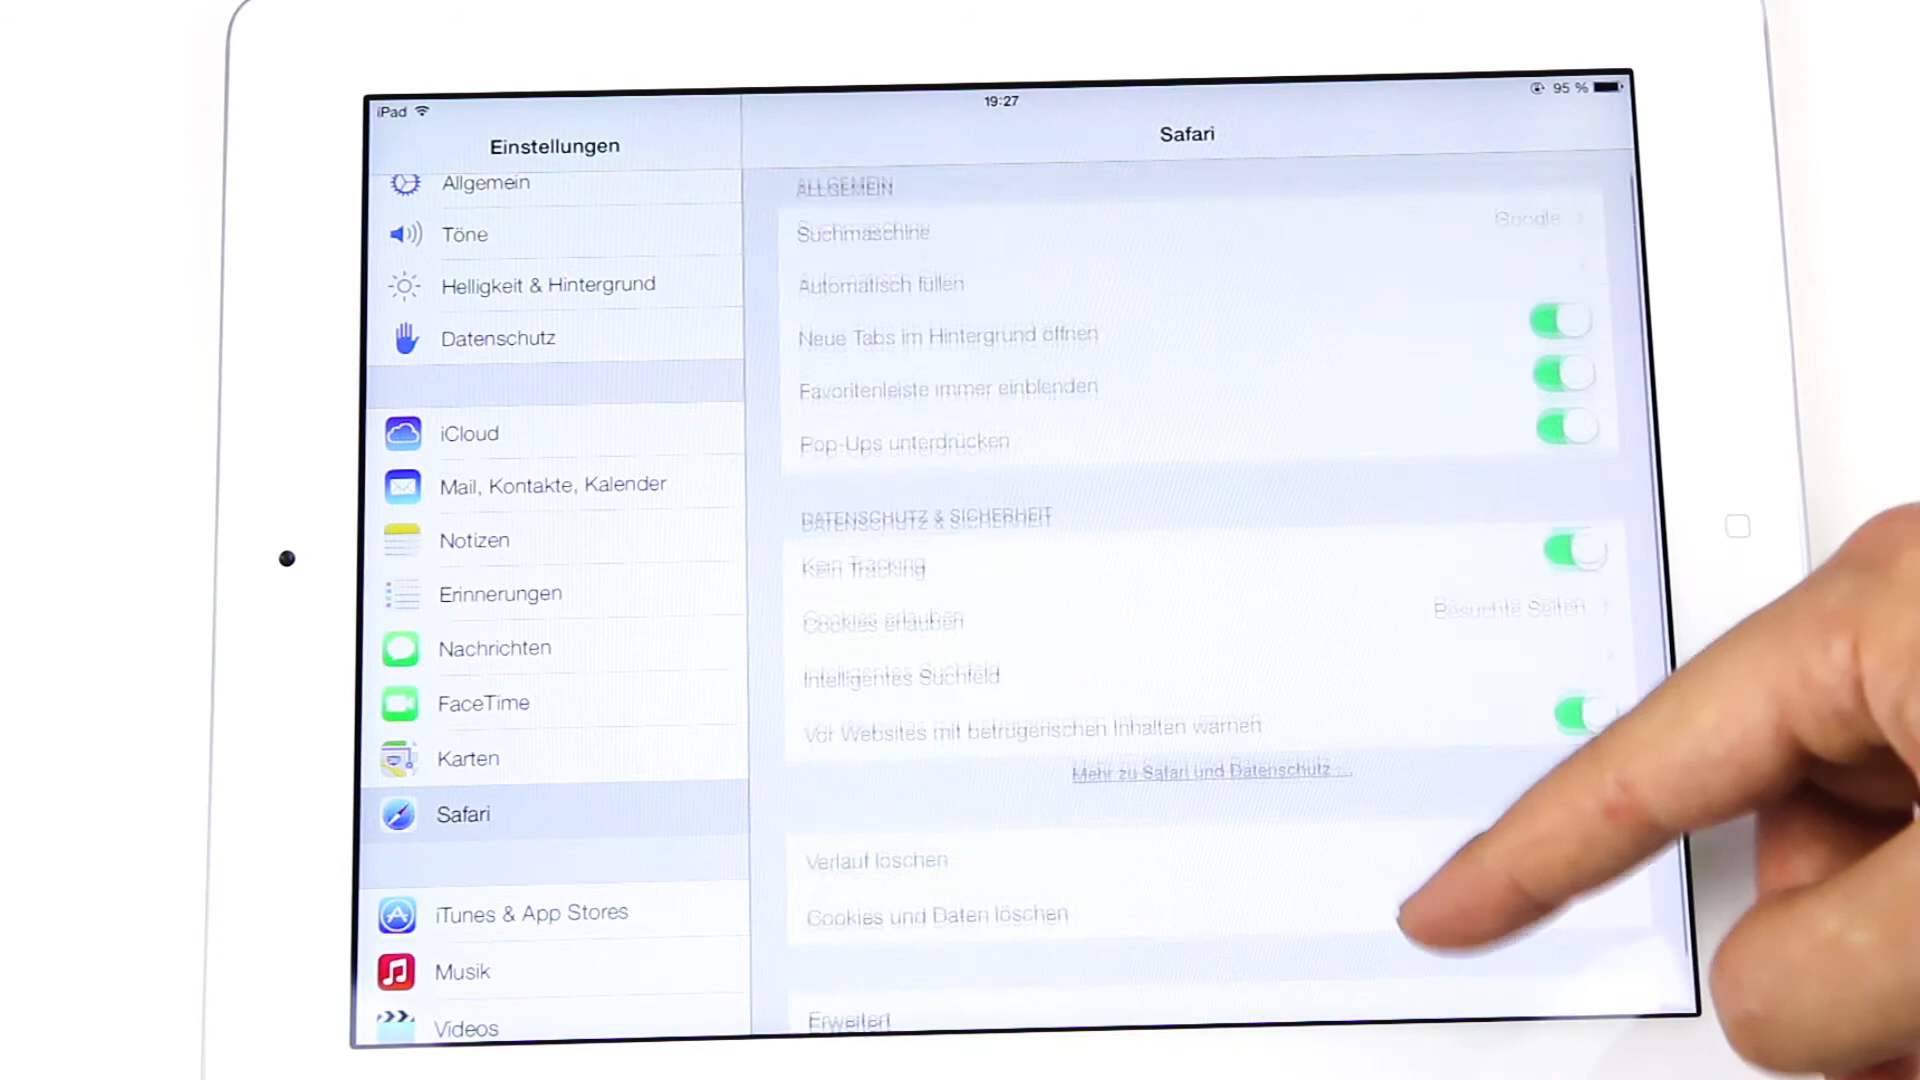 iPad
19:27
95 %
Einstellungen
Allgemein
Töne
Helligkeit & Hintergrund
Datenschutz
iCloud
Mail, Kontakte, Kalender
Notizen
Erinnerungen
Nachrichten
FaceTime
Karten
Safari
iTunes & App Stores
Musik
Videos
Safari
ALLGEMEIN
Suchmaschine Google
Automatisch füllen
Neue Tabs im Hintergrund öffnen
Favoritenleiste immer einblenden
Pop-Ups unterdrücken
DATENSCHUTZ & SICHERHEIT
Kein Tracking
Cookies erlauben Besuchte Seiten
Intelligentes Suchfeld
Vor Websites mit betrügerischen Inhalten warnen
Mehr zu Safari und Datenschutz ...
Verlauf löschen
Cookies und Daten löschen
Erweitert